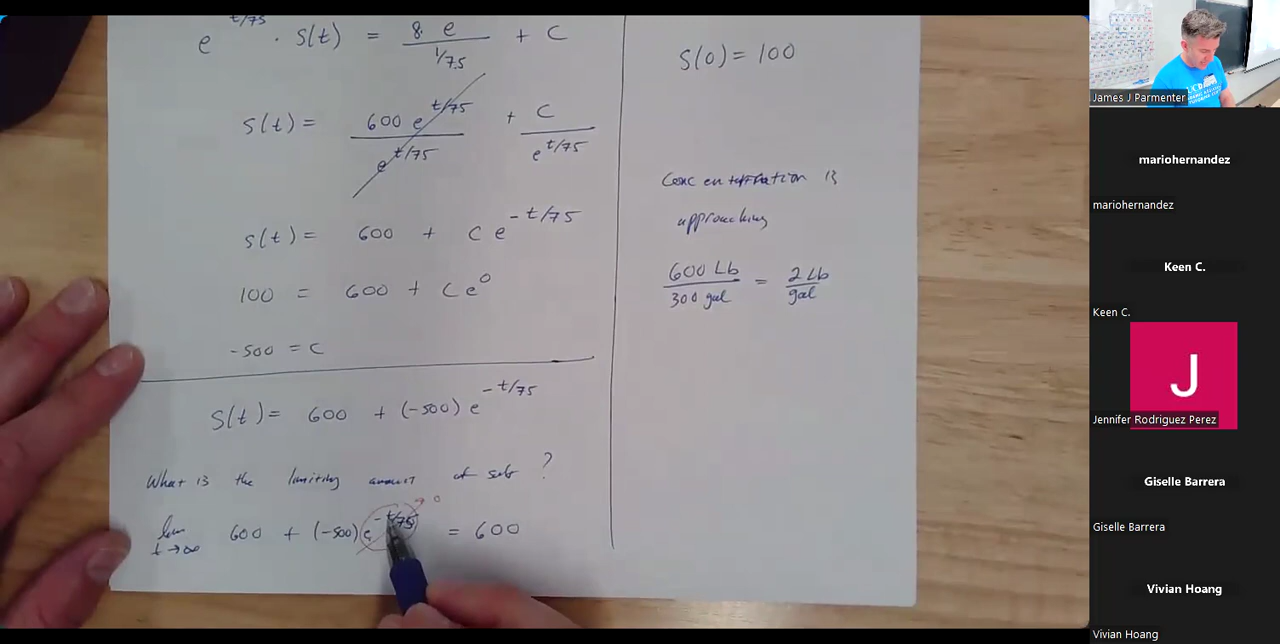 e^{t/75} · S(t) = 8 e / 1/75 + C
S(t) = 600 e^{t/75} / e^{t/75} + C / e^{t/75}
S(t) = 600 + C e^{-t/75}
100 = 600 + C e^0
-500 = C
S(t) = 600 + (-500) e^{-t/75}
What is the limiting amount of salt ?
lim t→∞ 600 + (-500) e^{-t/75} = 600
0
S(0) = 100
Concentration is
approaching
600 Lb / 300 gal = 2 Lb / gal
James J Parmenter
mariohernandez
mariohernandez
Keen C.
Keen C.
J
Jennifer Rodriguez Perez
Giselle Barrera
Giselle Barrera
Vivian Hoang
Vivian Hoang